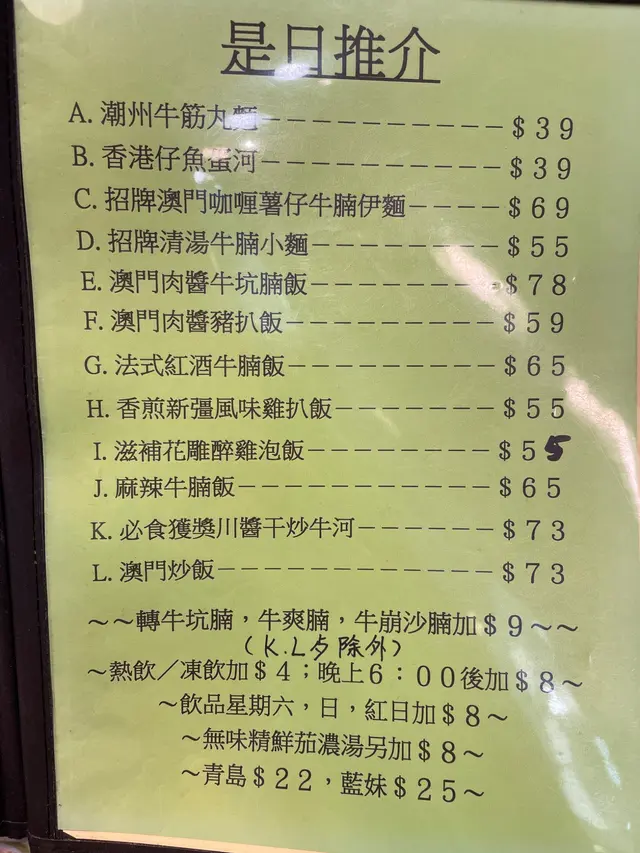 是日推介
A. 潮州牛筋丸麵----------$39
B. 香港仔魚蛋河----------$39
C. 招牌澳門咖喱薯仔牛腩伊麵----$69
D. 招牌清湯牛腩小麵--------$55
E. 澳門肉醬牛坑腩飯--------$78
F. 澳門肉醬豬扒飯---------$59
G. 法式紅酒牛腩飯---------$65
H. 香煎新彊風味雞扒飯-------$55
I. 滋補花雕醉雞泡飯--------$55
J. 麻辣牛腩飯-----------$65
K. 必食獲獎川醬干炒牛河------$73
L. 澳門炒飯------------$73
~~轉牛坑腩，牛爽腩，牛崩沙腩加$9~~
(K.L 除外)
~熱飲／凍飲加$4；晚上6：00後加$8~
~飲品星期六，日，紅日加$8~
~無味精鮮茄濃湯另加$8~
~青島$22，藍妹$25~